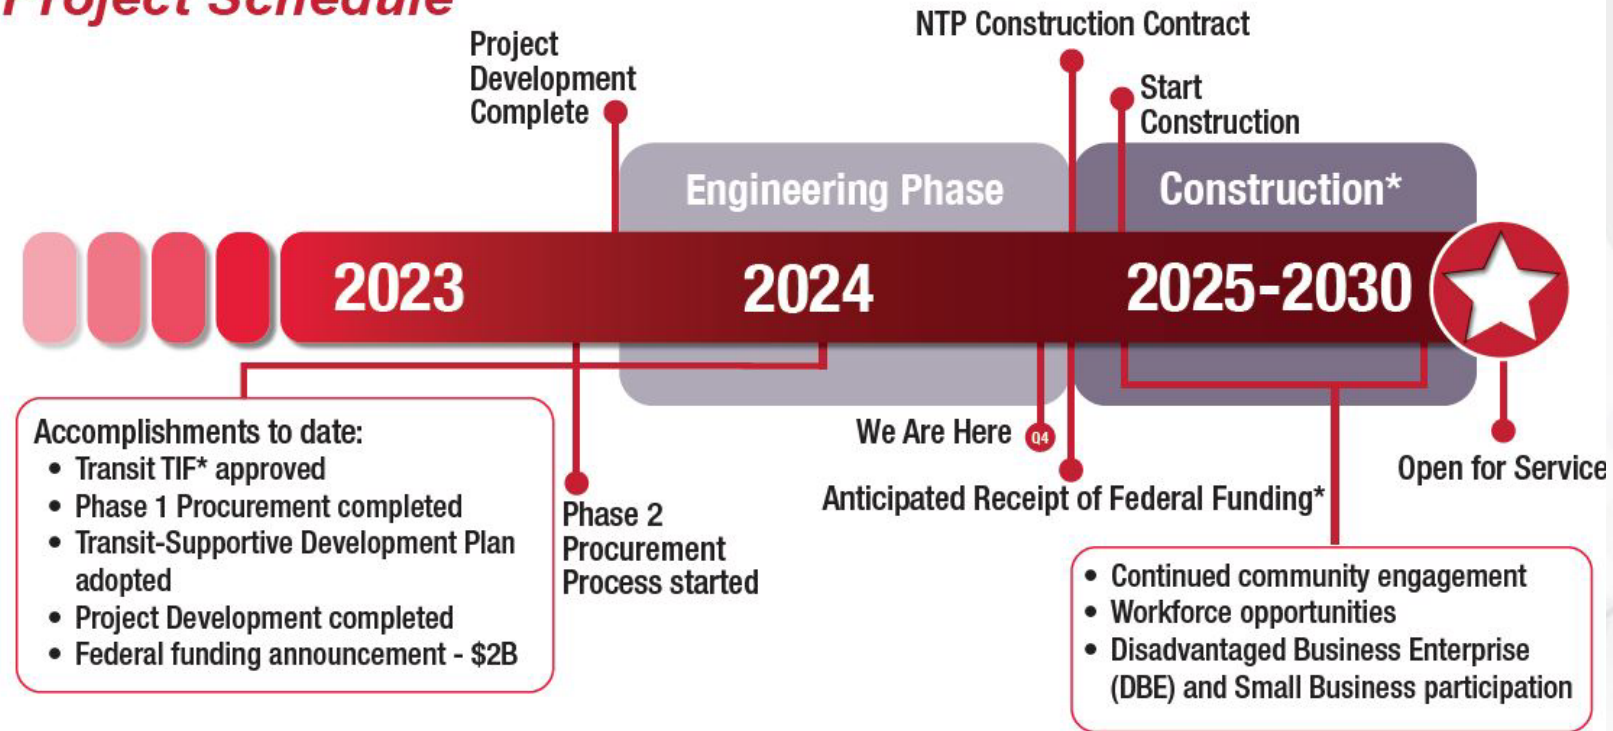 Project Schedule
Project
Development
Complete
NTP Construction Contract
Start
Construction
Engineering Phase
Construction*
2023
2024
2025-2030
Accomplishments to date:
• Transit TIF* approved
• Phase 1 Procurement completed
• Transit-Supportive Development Plan
adopted
• Project Development completed
• Federal funding announcement - $2B
Phase 2
Procurement
Process started
We Are Here
Q4
Anticipated Receipt of Federal Funding*
Open for Service
• Continued community engagement
• Workforce opportunities
• Disadvantaged Business Enterprise
(DBE) and Small Business participation